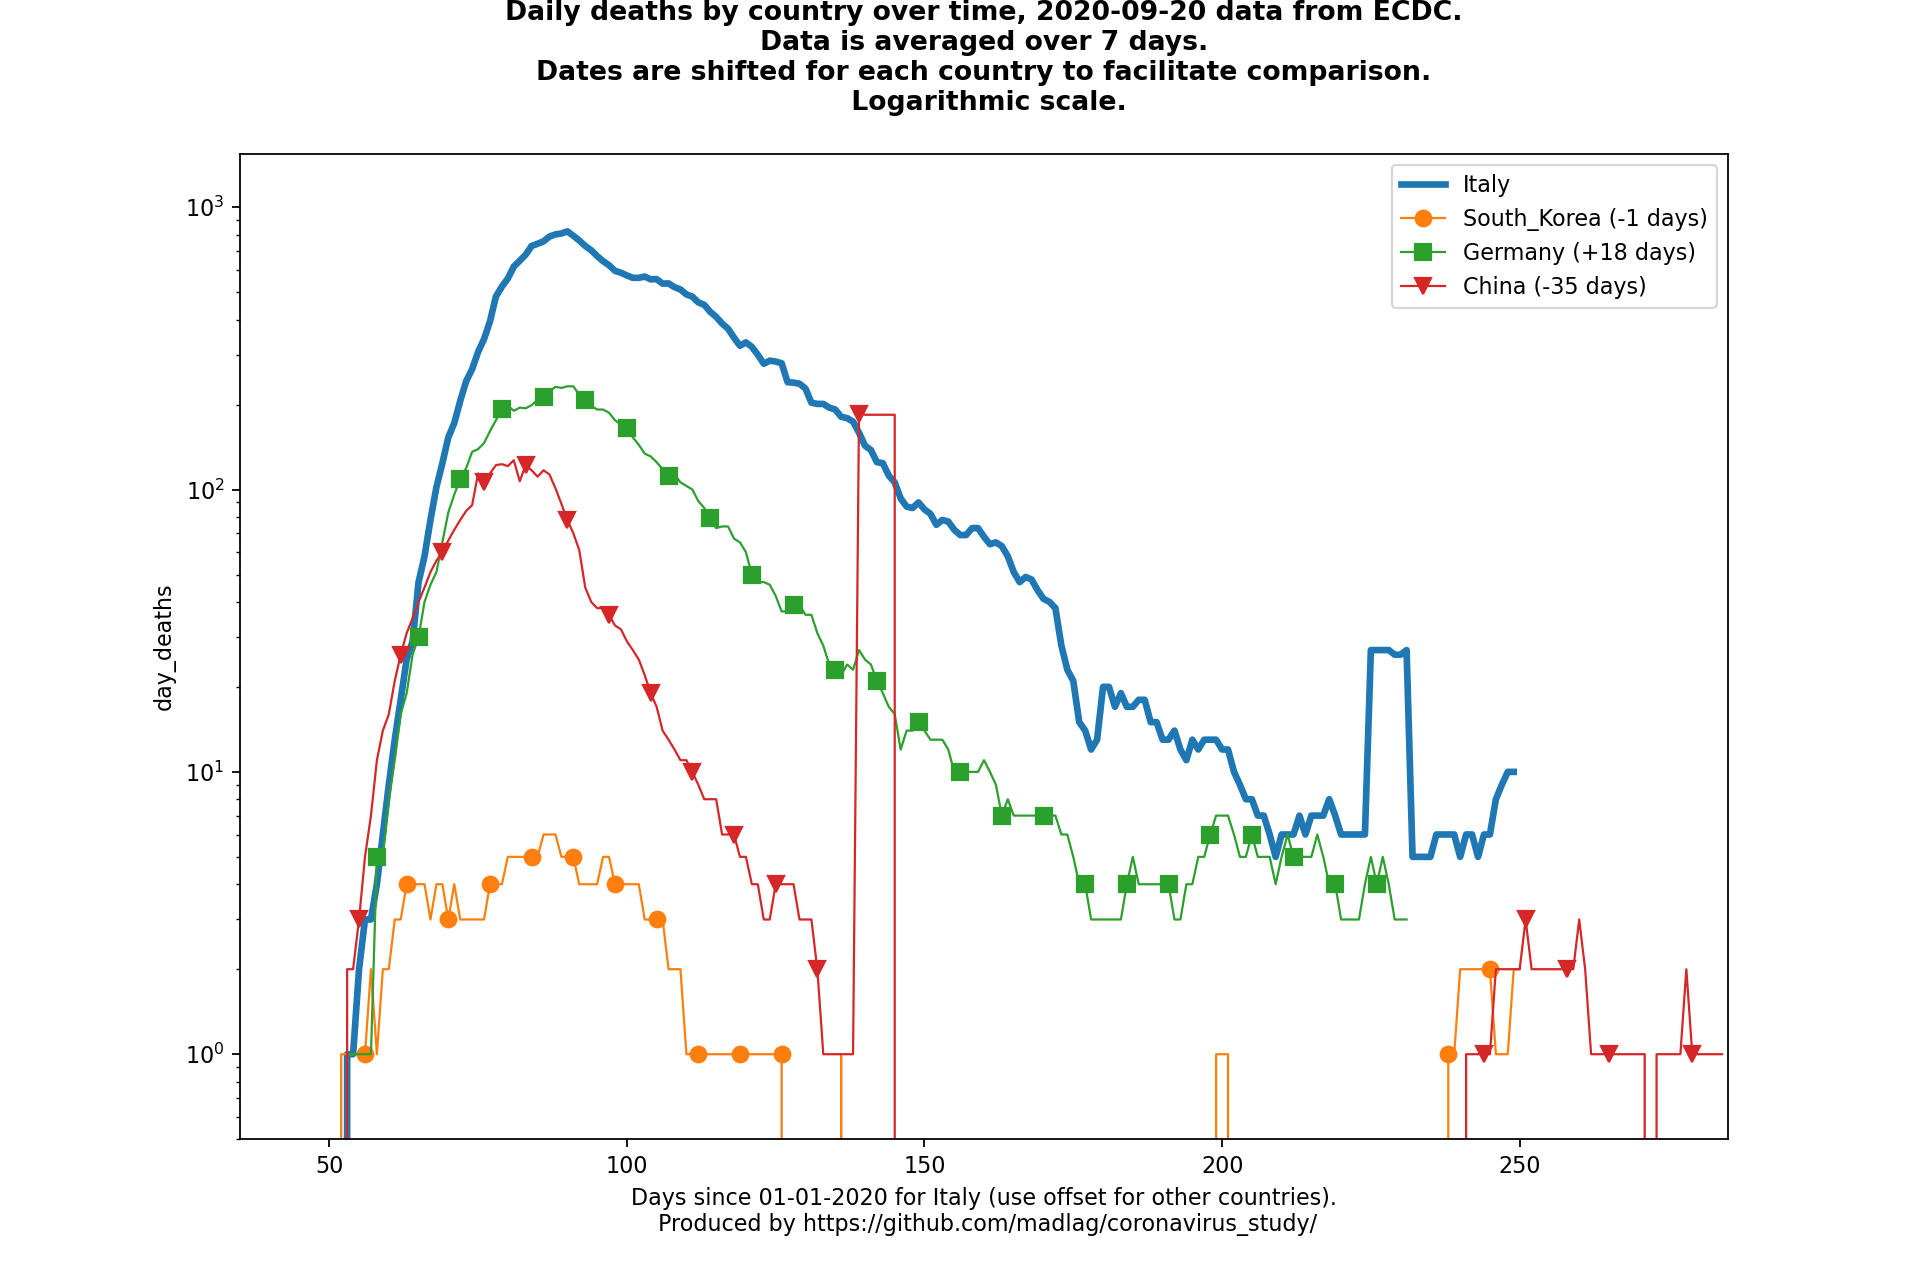 Daily deaths by country over time, 2020-09-20 data from ECDC.
Data is averaged over 7 days.
Dates are shifted for each country to facilitate comparison.
Logarithmic scale.
10³
10²
10¹
10⁰
day_deaths
Italy
South_Korea (-1 days)
Germany (+18 days)
China (-35 days)
50 100 150 200 250
Days since 01-01-2020 for Italy (use offset for other countries).
Produced by https://github.com/madlag/coronavirus_study/